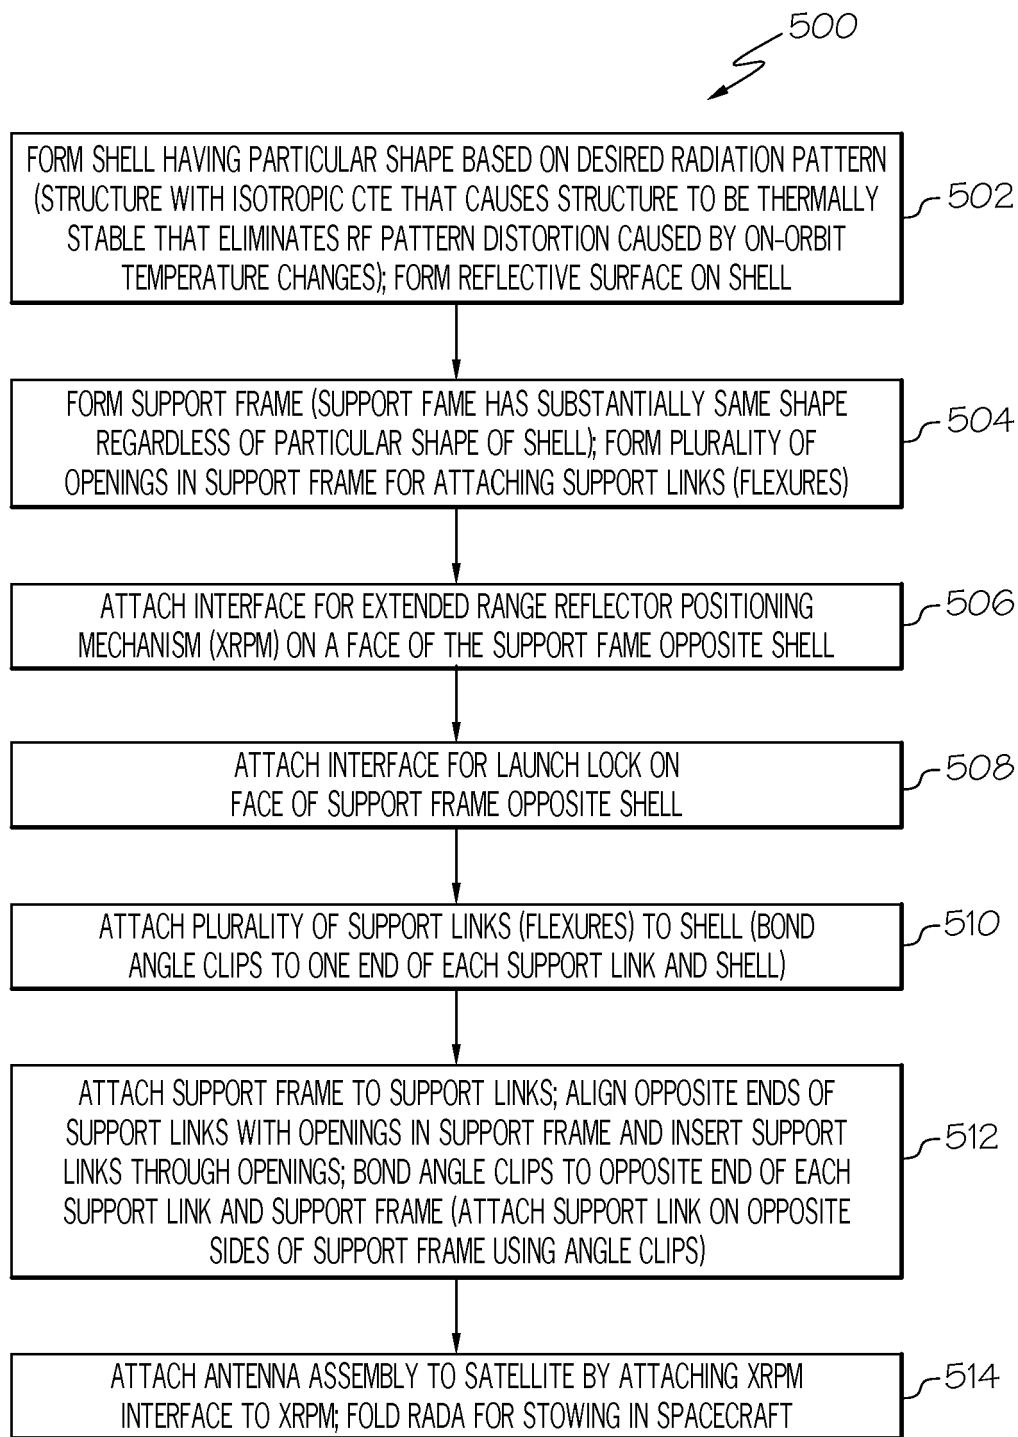 500
FORM SHELL HAVING PARTICULAR SHAPE BASED ON DESIRED RADIATION PATTERN
(STRUCTURE WITH ISOTROPIC CTE THAT CAUSES STRUCTURE TO BE THERMALLY
STABLE THAT ELIMINATES RF PATTERN DISTORTION CAUSED BY ON-ORBIT
TEMPERATURE CHANGES); FORM REFLECTIVE SURFACE ON SHELL
502
FORM SUPPORT FRAME (SUPPORT FAME HAS SUBSTANTIALLY SAME SHAPE
REGARDLESS OF PARTICULAR SHAPE OF SHELL); FORM PLURALITY OF
OPENINGS IN SUPPORT FRAME FOR ATTACHING SUPPORT LINKS (FLEXURES)
504
ATTACH INTERFACE FOR EXTENDED RANGE REFLECTOR POSITIONING
MECHANISM (XRPM) ON A FACE OF THE SUPPORT FAME OPPOSITE SHELL
506
ATTACH INTERFACE FOR LAUNCH LOCK ON
FACE OF SUPPORT FRAME OPPOSITE SHELL
508
ATTACH PLURALITY OF SUPPORT LINKS (FLEXURES) TO SHELL (BOND
ANGLE CLIPS TO ONE END OF EACH SUPPORT LINK AND SHELL)
510
ATTACH SUPPORT FRAME TO SUPPORT LINKS; ALIGN OPPOSITE ENDS OF
SUPPORT LINKS WITH OPENINGS IN SUPPORT FRAME AND INSERT SUPPORT
LINKS THROUGH OPENINGS; BOND ANGLE CLIPS TO OPPOSITE END OF EACH
SUPPORT LINK AND SUPPORT FRAME (ATTACH SUPPORT LINK ON OPPOSITE
SIDES OF SUPPORT FRAME USING ANGLE CLIPS)
512
ATTACH ANTENNA ASSEMBLY TO SATELLITE BY ATTACHING XRPM
INTERFACE TO XRPM; FOLD RADA FOR STOWING IN SPACECRAFT
514